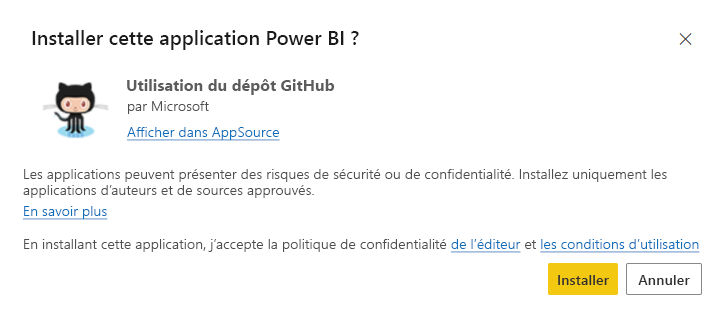 Installer cette application Power BI ?
Utilisation du dépôt GitHub
par Microsoft
Afficher dans AppSource
Les applications peuvent présenter des risques de sécurité ou de confidentialité. Installez uniquement les
applications d’auteurs et de sources approuvés.
En savoir plus
En installant cette application, j’accepte la politique de confidentialité de l’éditeur et les conditions d’utilisation
Installer
Annuler